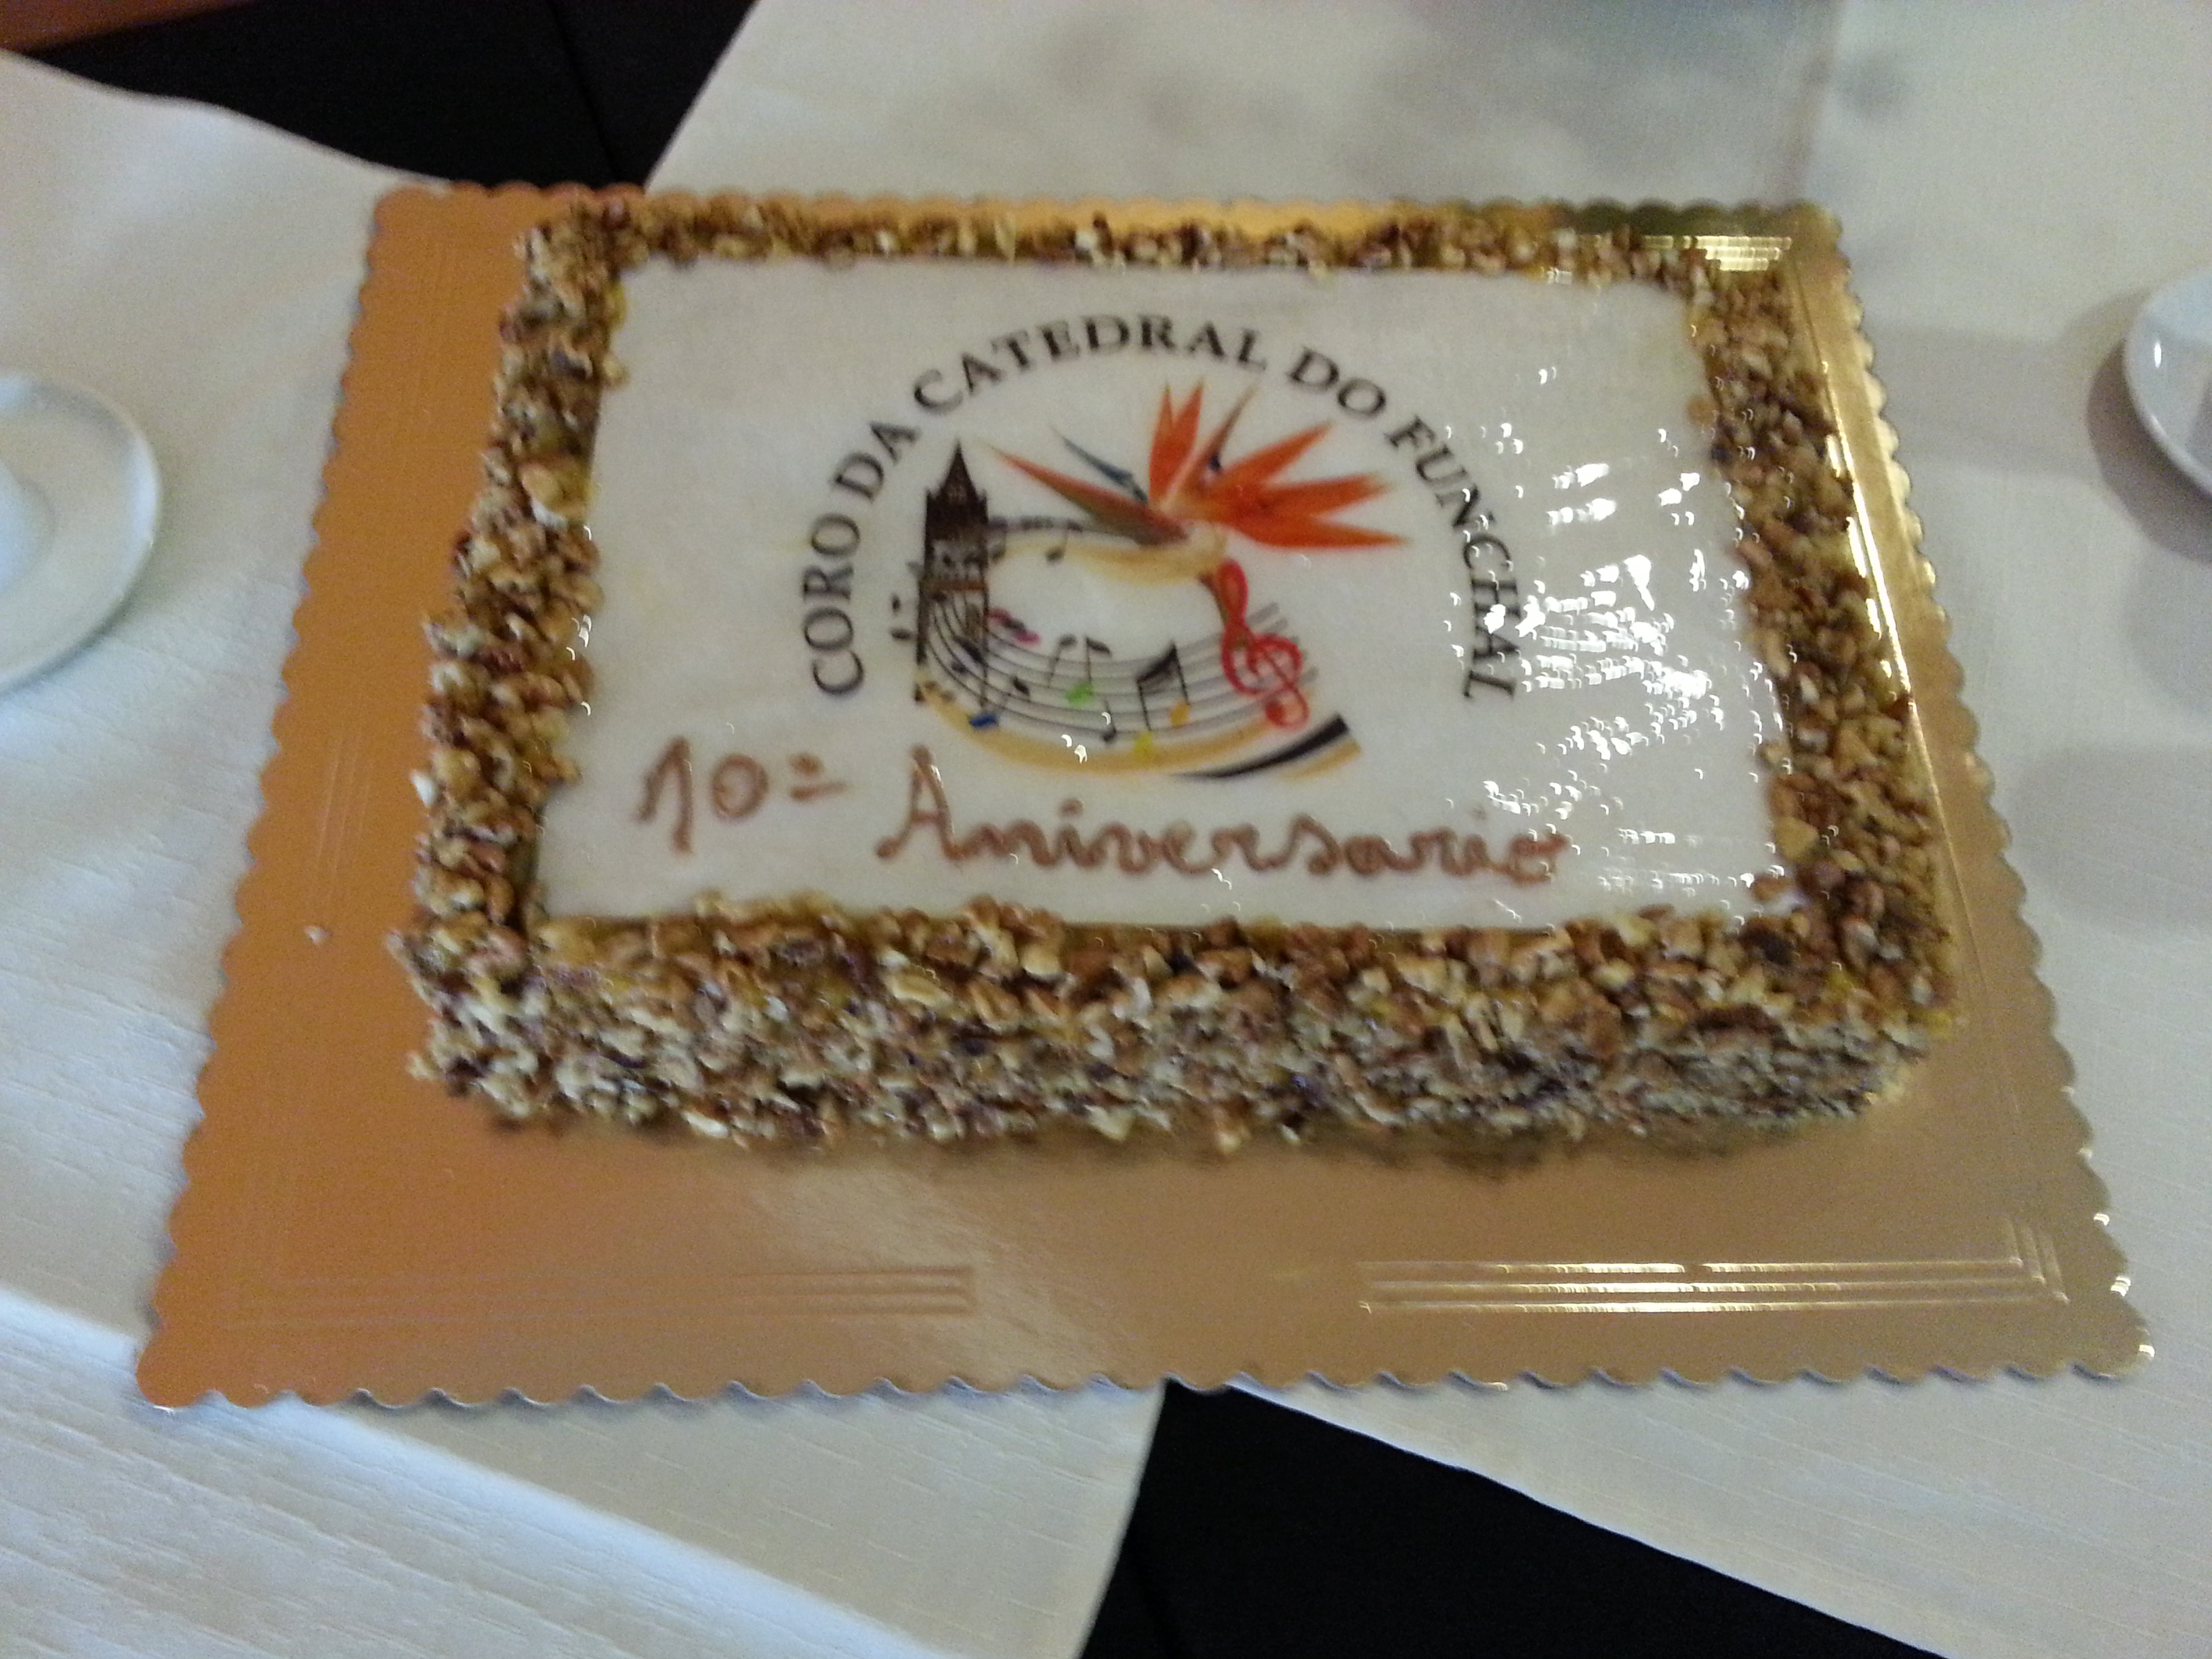 CORO DA CATEDRAL DO FUNCHAL
10º Aniversario